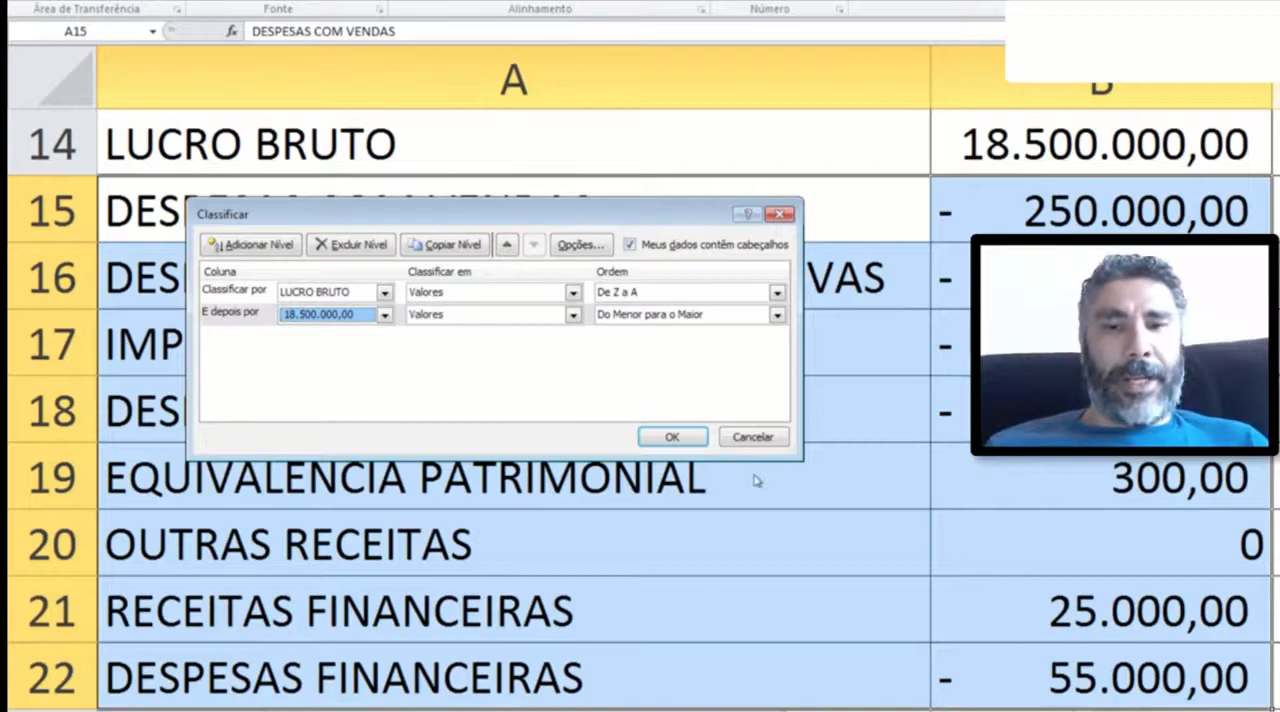 Área de Transferência Fonte Alinhamento Número
A15 fx DESPESAS COM VENDAS
A B
14 LUCRO BRUTO 18.500.000,00
15 DES - 250.000,00
Classificar
Adicionar Nível Excluir Nível Copiar Nível Opções... Meus dados contêm cabeçalhos
Coluna Classificar em Ordem
Classificar por LUCRO BRUTO Valores De Z a A
E depois por 18.500.000,00 Valores Do Menor para o Maior
OK Cancelar
16 DES VAS -
17 IMP -
18 DES -
19 EQUIVALENCIA PATRIMONIAL 300,00
20 OUTRAS RECEITAS 0
21 RECEITAS FINANCEIRAS 25.000,00
22 DESPESAS FINANCEIRAS - 55.000,00